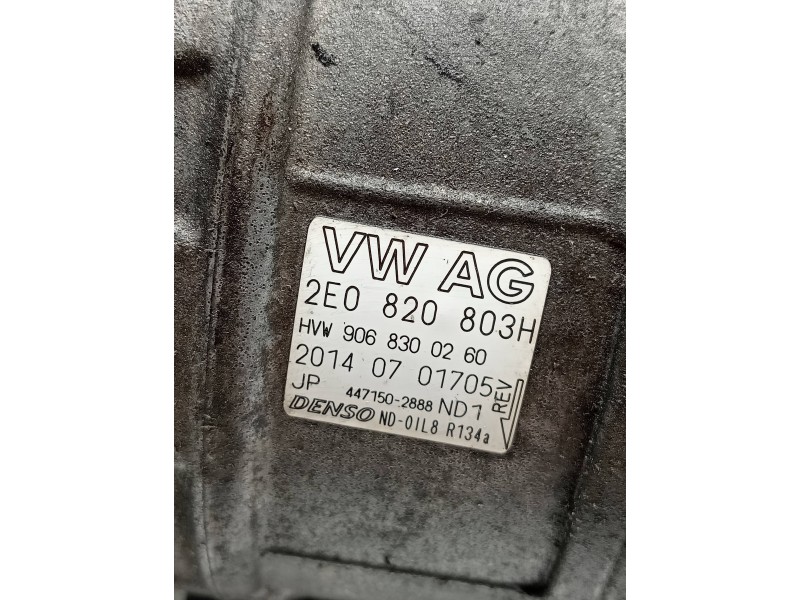 VW AG
2E0 820 803H
HVW 906 830 02 60
2014 07 01705
JP 447150-2888 ND1
REV
DENSO ND-OIL8 R134a